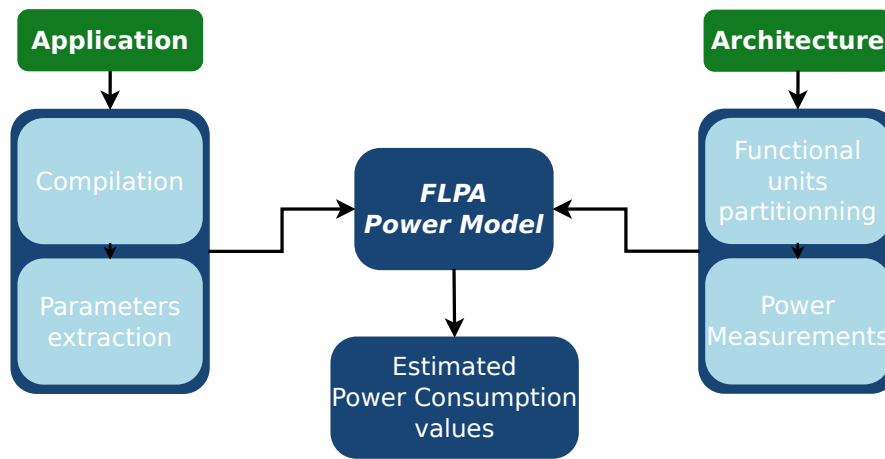 Application
Architecture
Compilation
Parameters
extraction
FLPA
Power Model
Estimated
Power Consumption
values
Functional
units
partitionning
Power
Measurements